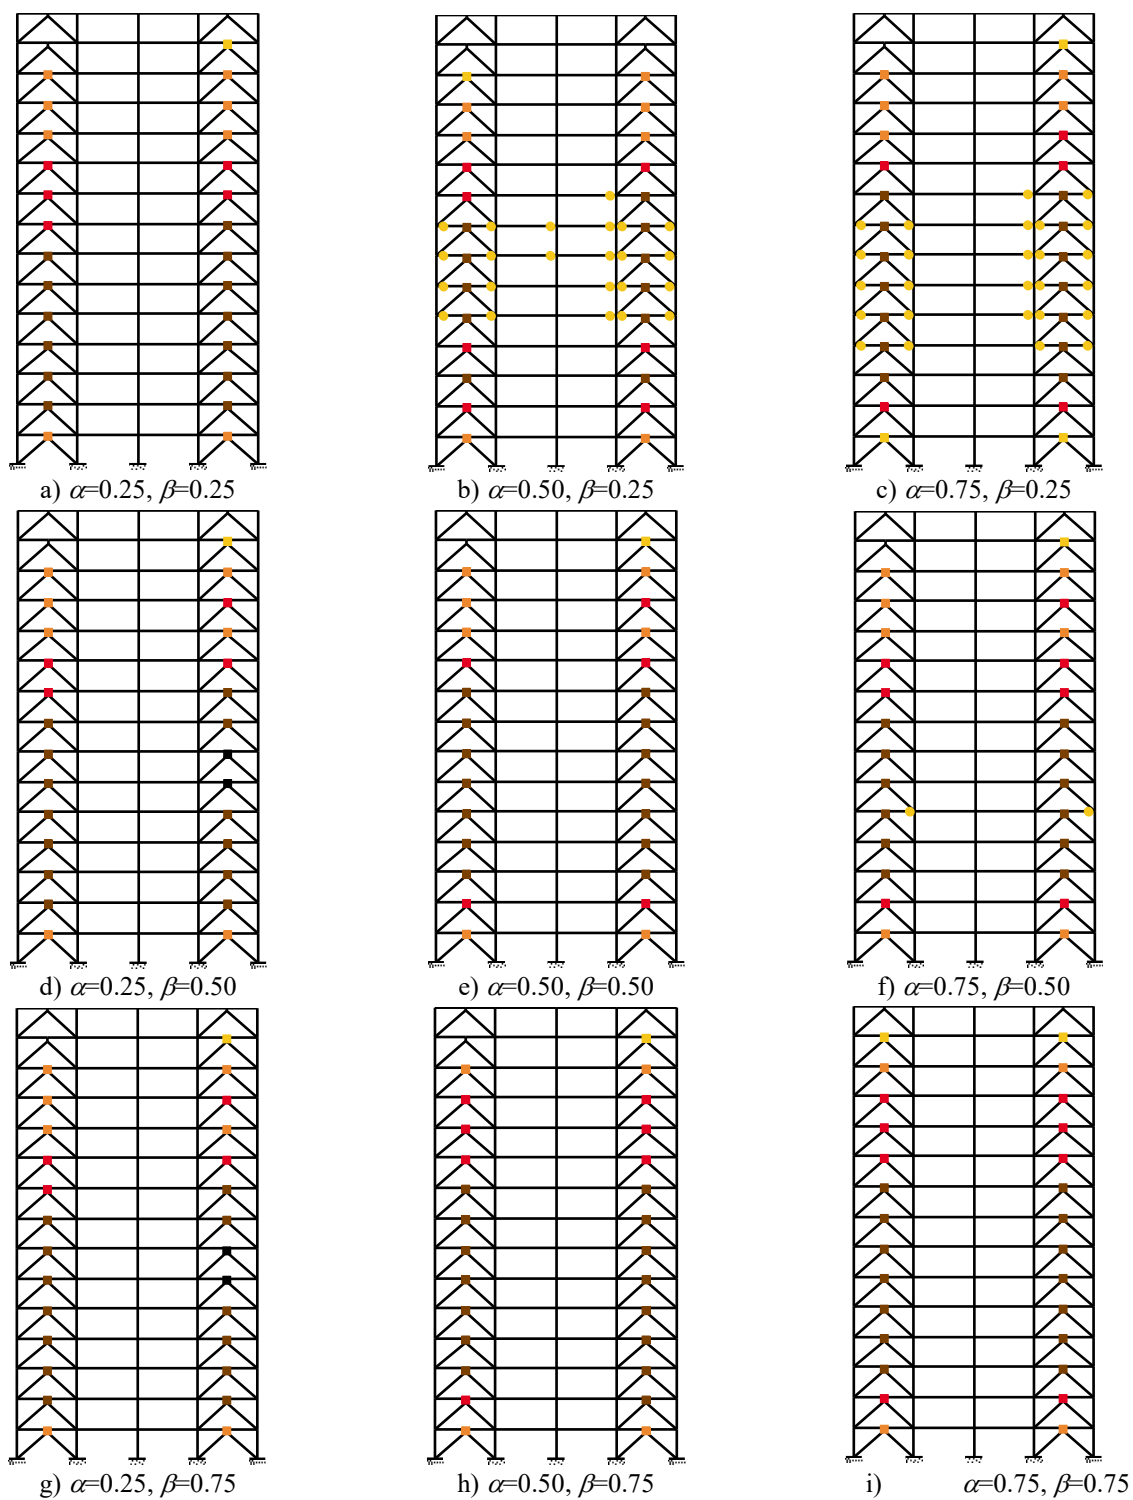 a) α=0.25, β=0.25
b) α=0.50, β=0.25
c) α=0.75, β=0.25
d) α=0.25, β=0.50
e) α=0.50, β=0.50
f) α=0.75, β=0.50
g) α=0.25, β=0.75
h) α=0.50, β=0.75
i) α=0.75, β=0.75